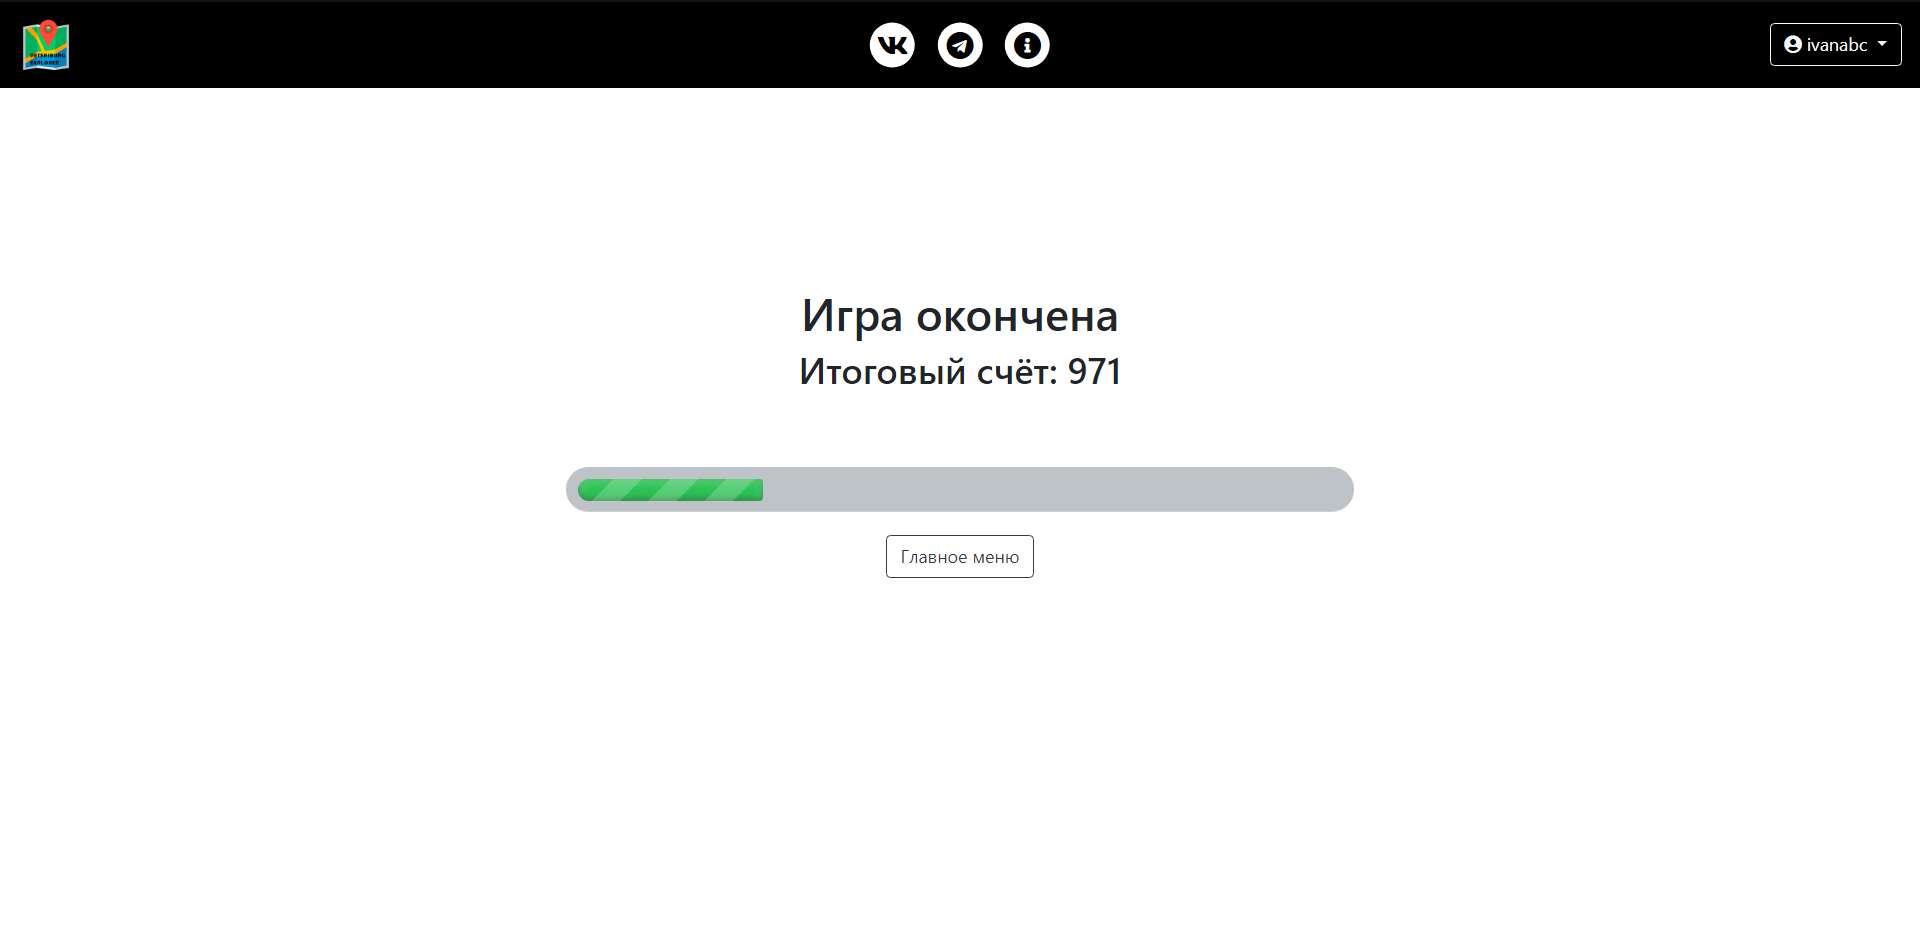 ivanabc
Игра окончена
Итоговый счёт: 971
Главное меню